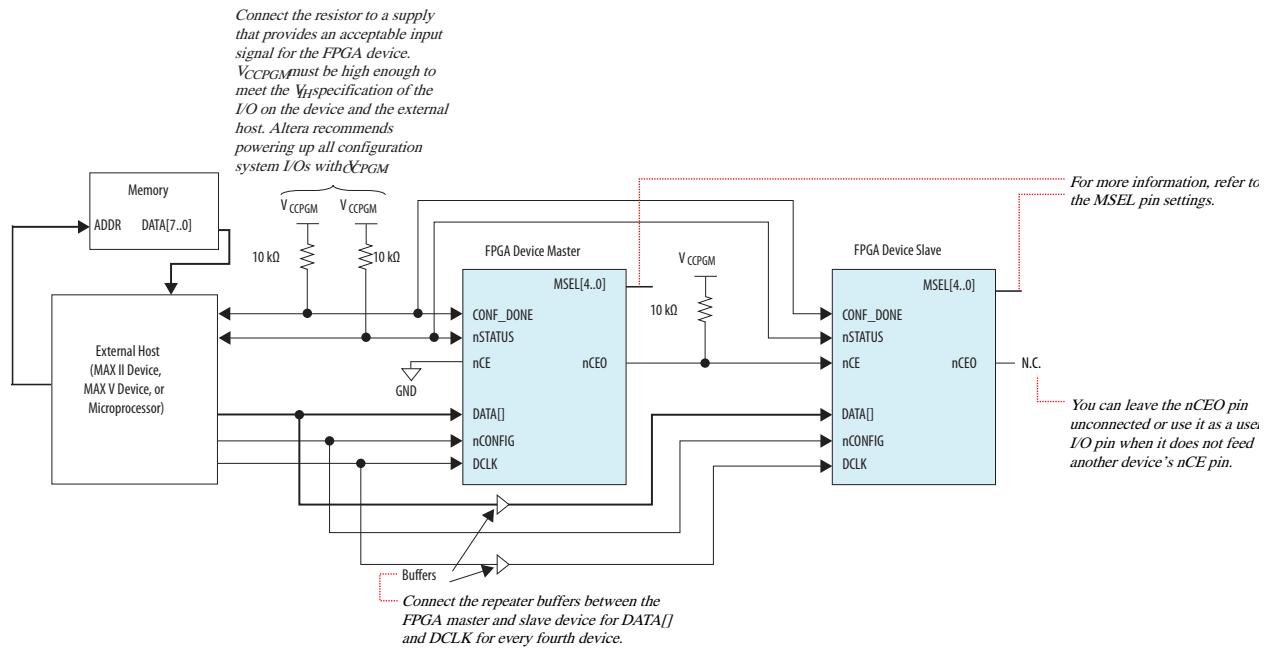 Connect the resistor to a supply
that provides an acceptable input
signal for the FPGA device.
VCCPGM must be high enough to
meet the VIH specification of the
I/O on the device and the external
host. Altera recommends
powering up all configuration
system I/Os with VCCPGM
Memory
ADDR DATA[7..0]
V CCPGM V CCPGM
10 kΩ 10 kΩ
For more information, refer to
the MSEL pin settings.
External Host
(MAX II Device,
MAX V Device, or
Microprocessor)
GND
FPGA Device Master
MSEL[4..0]
CONF_DONE
nSTATUS
nCE nCEO
DATA[]
nCONFIG
DCLK
V CCPGM
10 kΩ
FPGA Device Slave
MSEL[4..0]
CONF_DONE
nSTATUS
nCE nCEO
DATA[]
nCONFIG
DCLK
N.C.
You can leave the nCEO pin
unconnected or use it as a user
I/O pin when it does not feed
another device's nCE pin.
Buffers
Connect the repeater buffers between the
FPGA master and slave device for DATA[]
and DCLK for every fourth device.